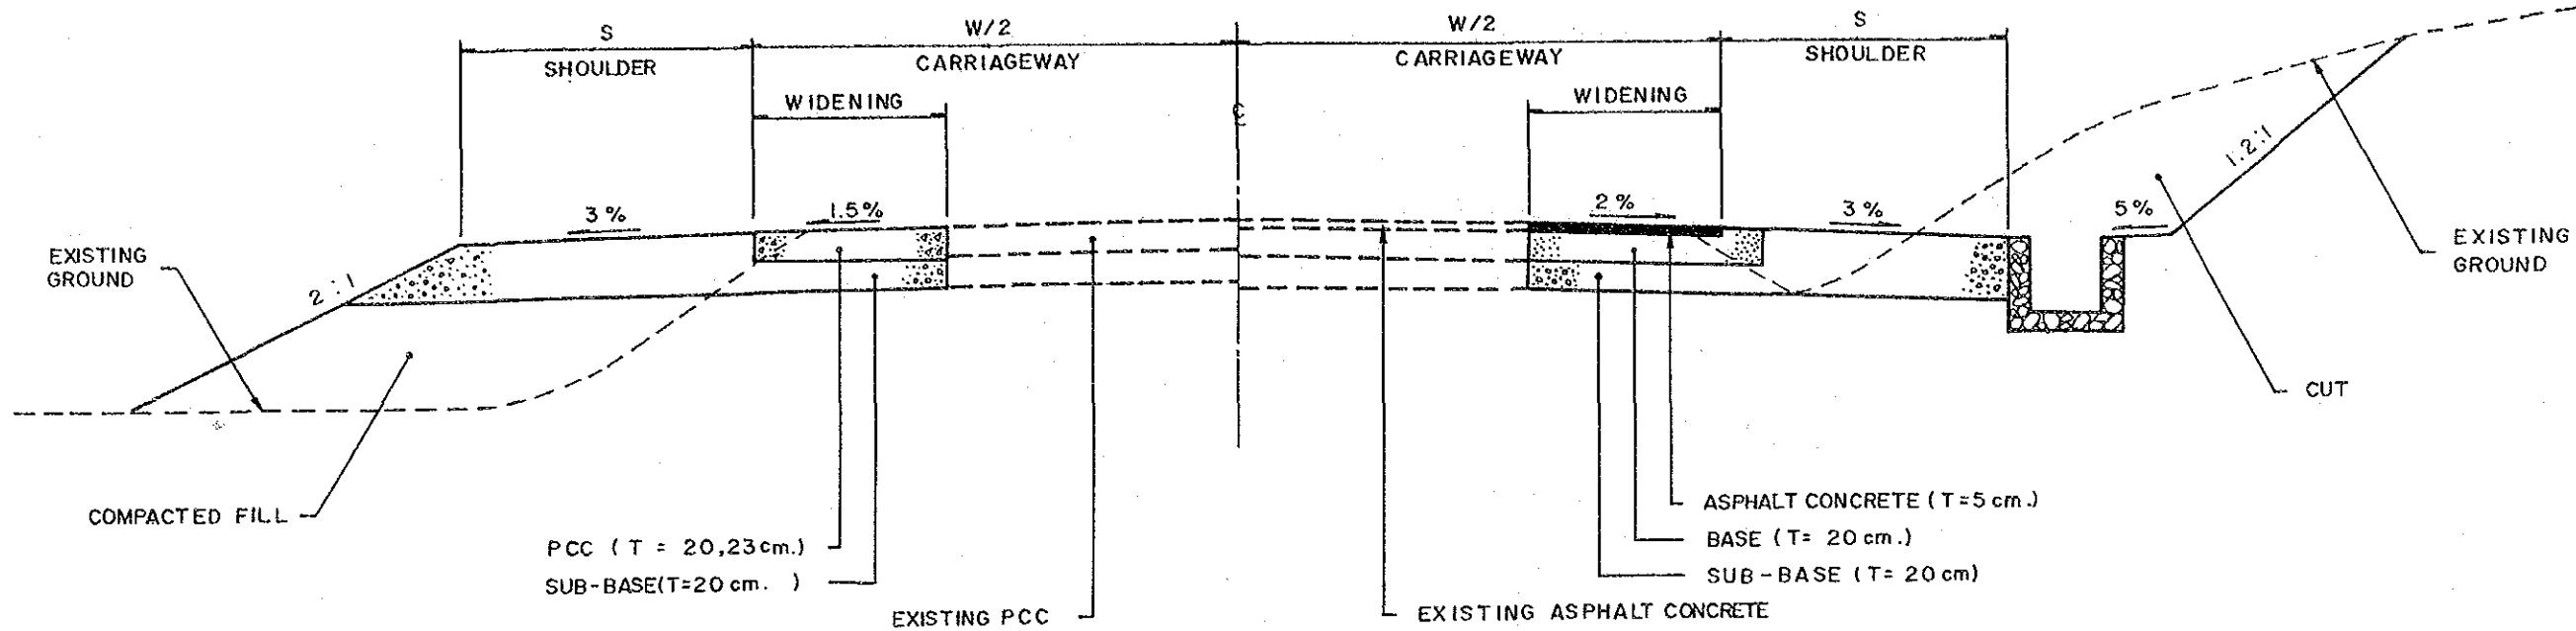 S
W/2
W/2
S
SHOULDER
CARRIAGEWAY
CARRIAGEWAY
SHOULDER
WIDENING
WIDENING
℄
1.2:1
3%
1.5%
2%
3%
5%
EXISTING
GROUND
EXISTING
GROUND
2:1
CUT
COMPACTED FILL
ASPHALT CONCRETE (T=5 cm.)
PCC (T = 20,23cm.)
BASE (T= 20 cm.)
SUB-BASE(T=20 cm. )
SUB-BASE (T= 20 cm)
EXISTING PCC
EXISTING ASPHALT CONCRETE